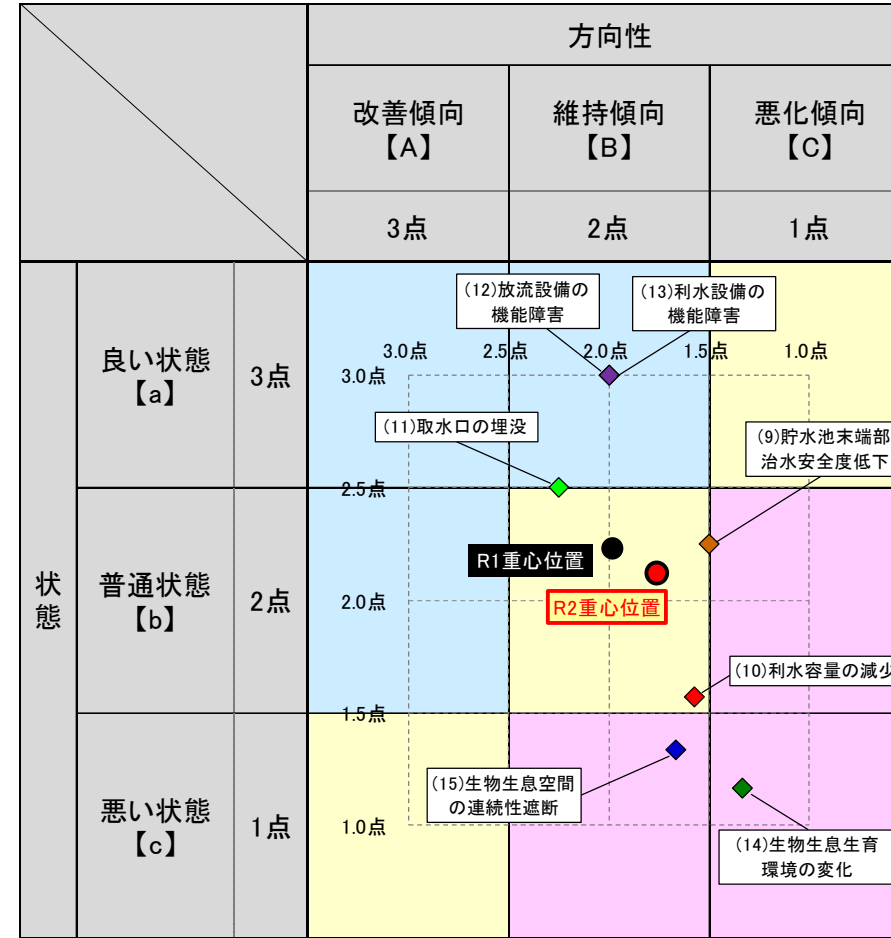 方向性
改善傾向
【A】
維持傾向
【B】
悪化傾向
【C】
3点
2点
1点
状態
良い状態
【a】
3点
普通状態
【b】
2点
悪い状態
【c】
1点
(12)放流設備の
機能障害
(13)利水設備の
機能障害
3.0点
2.5点
2.0点
1.5点
1.0点
3.0点
(11)取水口の埋没
(9)貯水池末端部
治水安全度低下
2.5点
R1重心位置
R2重心位置
2.0点
(10)利水容量の減少
1.5点
(15)生物生息空間
の連続性遮断
1.0点
(14)生物生息生育
環境の変化